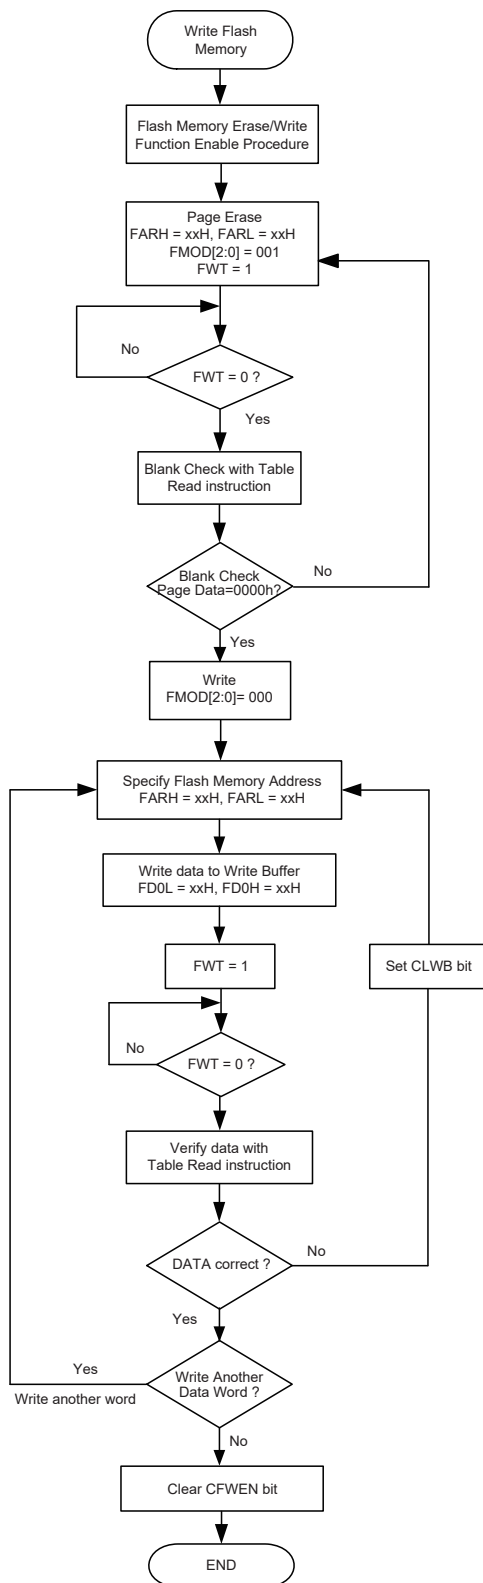 Write Flash
Memory
Flash Memory Erase/Write
Function Enable Procedure
Page Erase
FARH = xxH, FARL = xxH
FMOD[2:0] = 001
FWT = 1
No
FWT = 0 ?
Yes
Blank Check with Table
Read instruction
Blank Check
Page Data=0000h?
No
Yes
Write
FMOD[2:0]= 000
Specify Flash Memory Address
FARH = xxH, FARL = xxH
Write data to Write Buffer
FD0L = xxH, FD0H = xxH
FWT = 1
Set CLWB bit
No
FWT = 0 ?
Verify data with
Table Read instruction
DATA correct ?
No
Yes
Yes
Write another word
Write Another
Data Word ?
No
Clear CFWEN bit
END